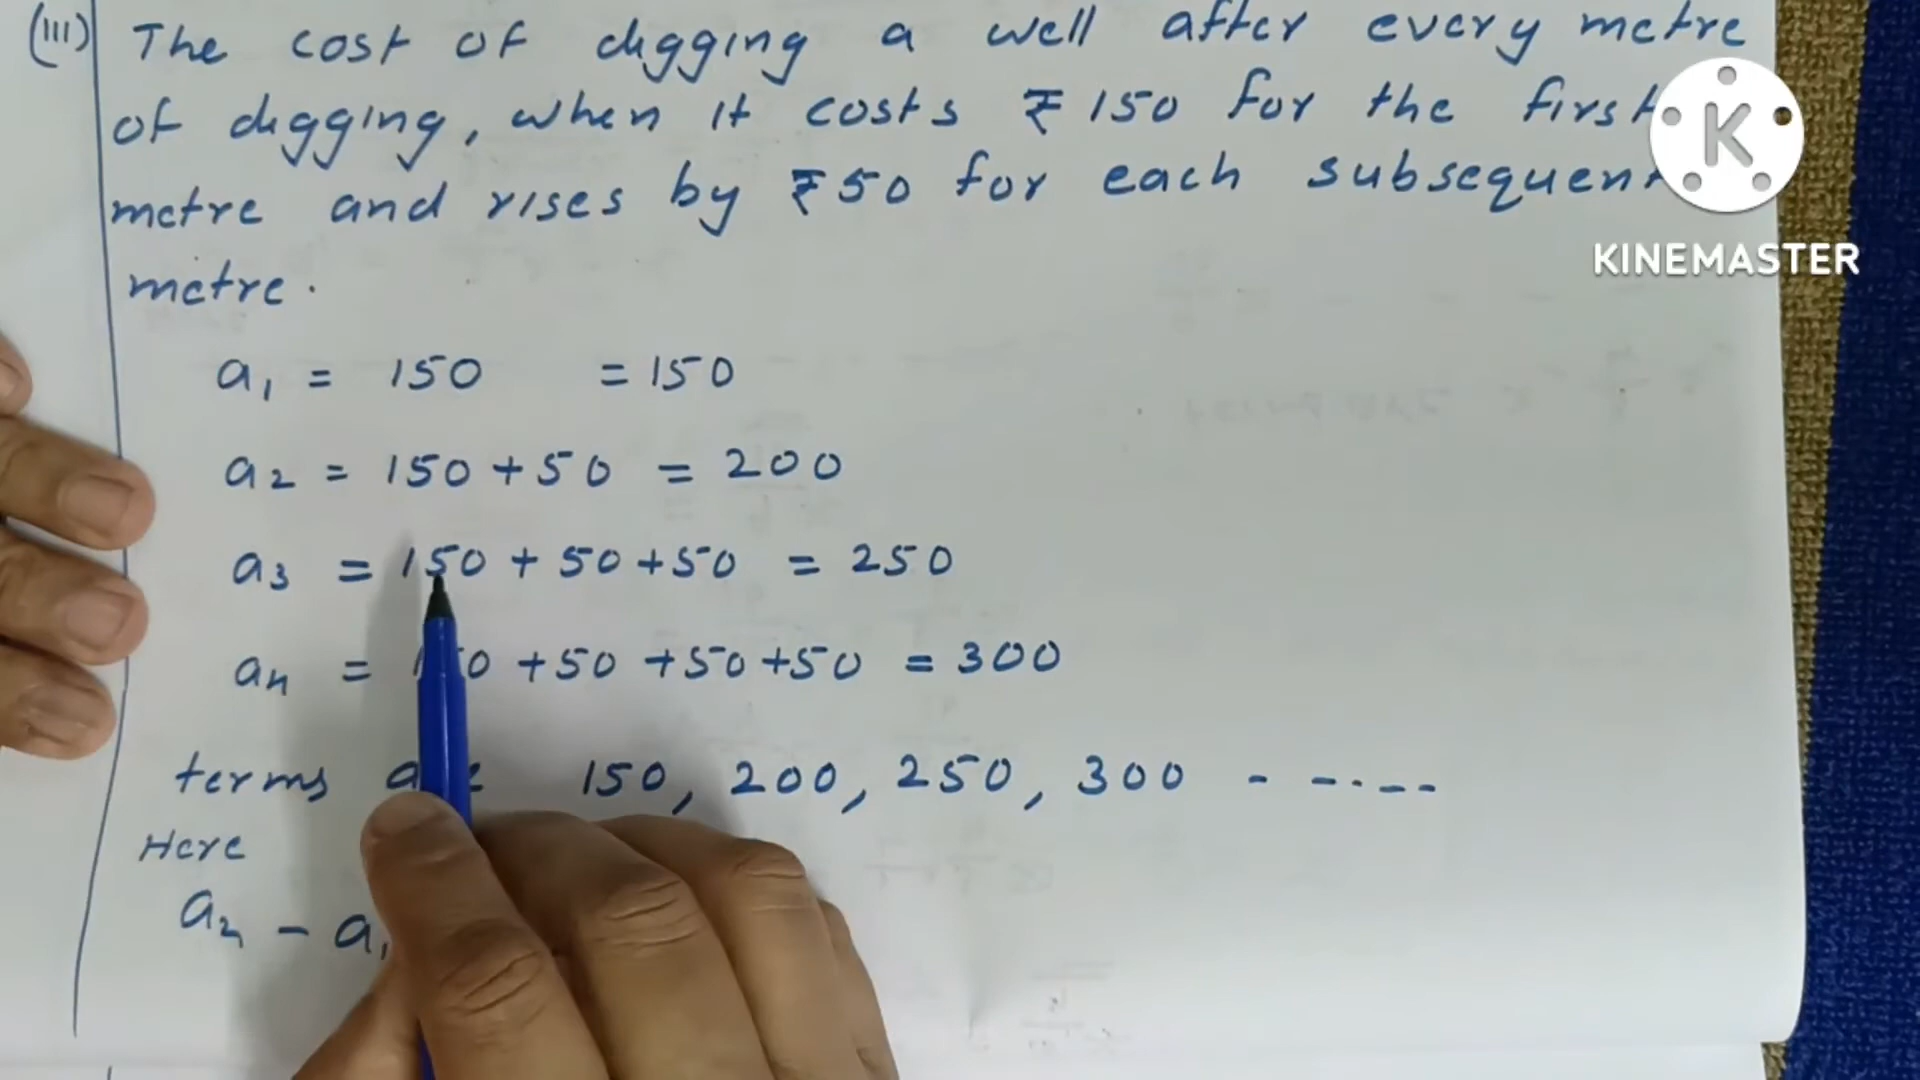 (iii) The cost of digging a well after every metre
of digging, when it costs ₹150 for the first
metre and rises by ₹50 for each subsequent
metre.
a1 = 150 = 150
a2 = 150+50 = 200
a3 = 150 + 50 +50 = 250
a4 = 150 +50 +50 +50 = 300
terms are 150, 200, 250, 300 - - . - -
Here
a2 - a1
K
KINEMASTER